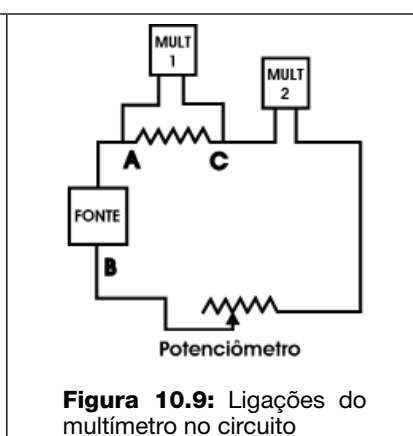 MULT
1
MULT
2
A
C
FONTE
B
Potenciômetro
Figura 10.9: Ligações do
multímetro no circuito